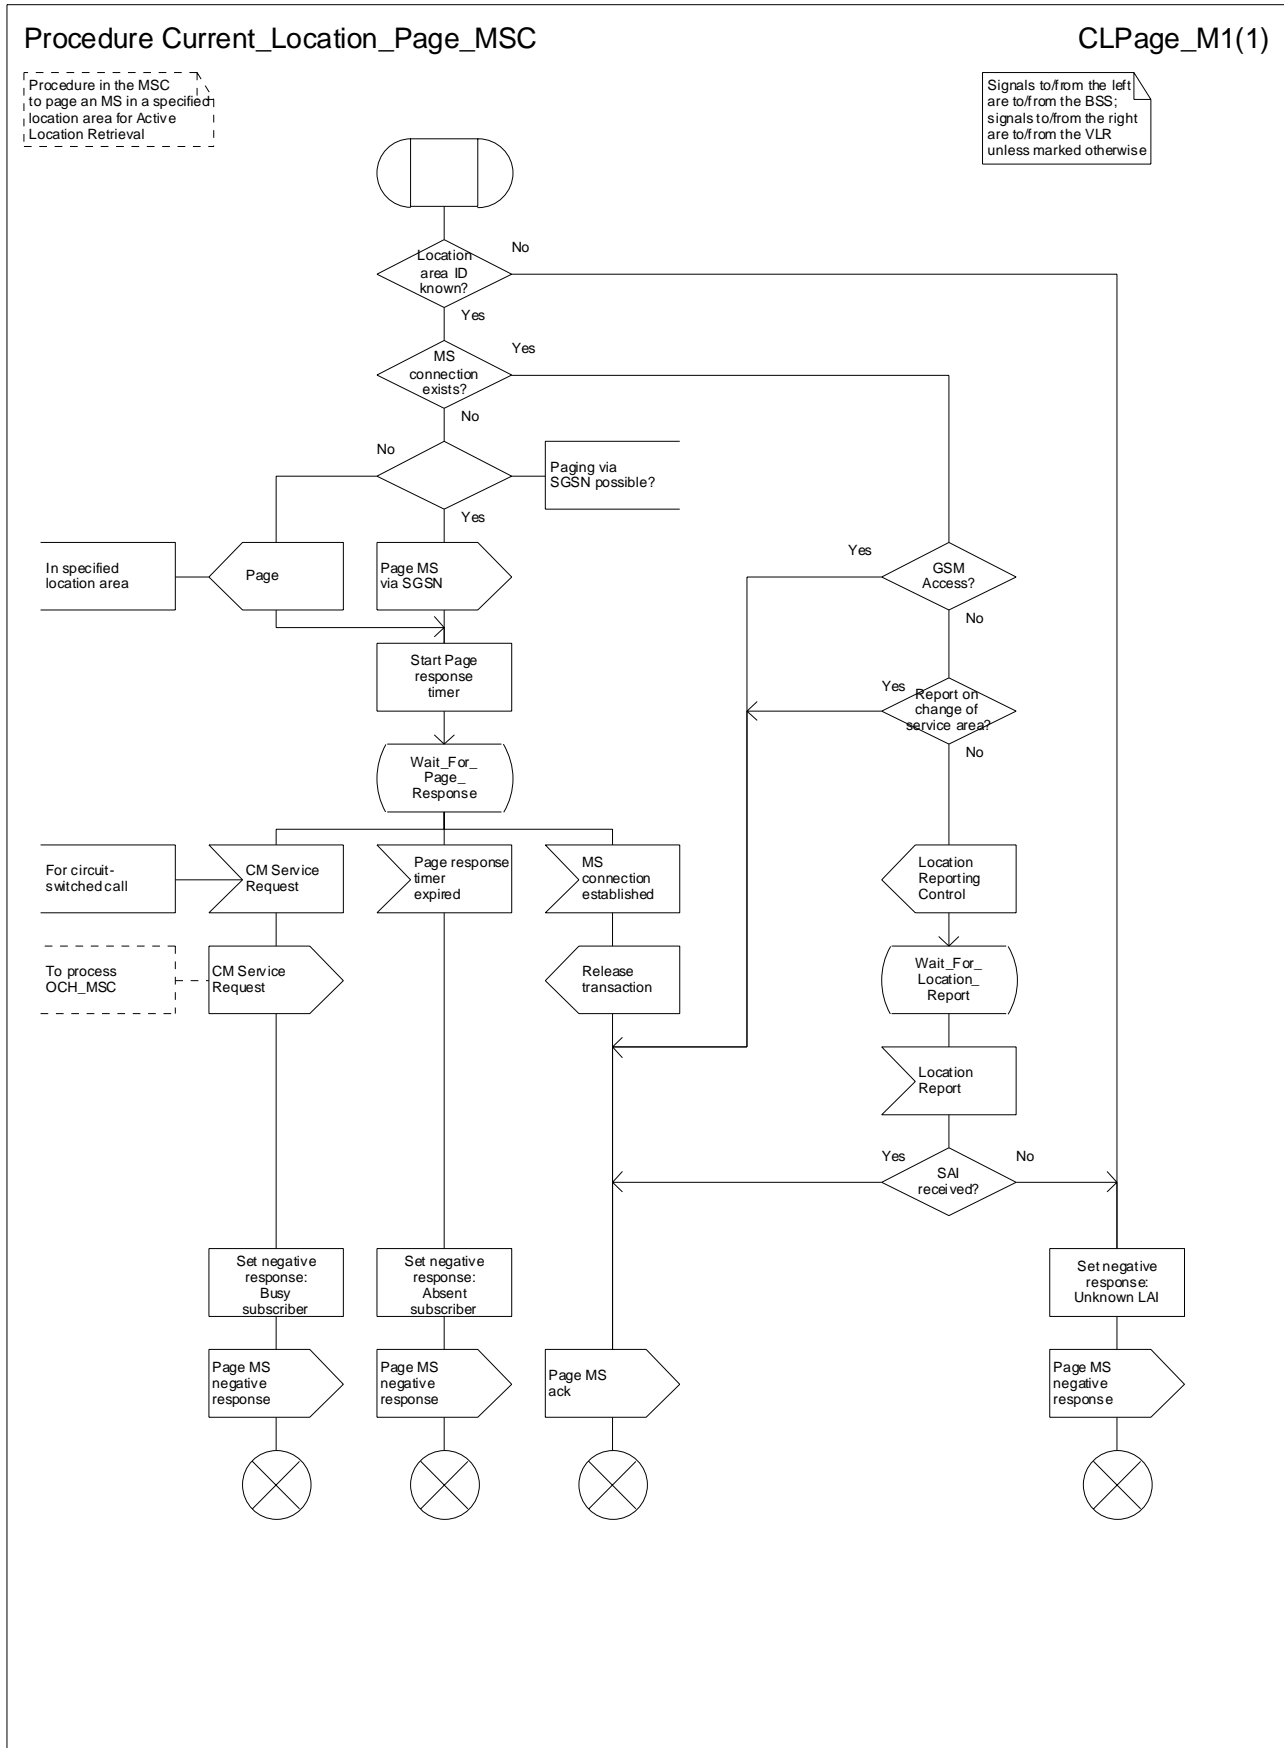 Procedure Current_Location_Page_MSC
CLPage_M1(1)
Procedure in the MSC
to page an MS in a specified
location area for Active
Location Retrieval
Signals to/from the left
are to/from the BSS;
signals to/from the right
are to/from the VLR
unless marked otherwise
Location
area ID
known?
No
Yes
MS
connection
exists?
Yes
No
No
Paging via
SGSN possible?
Yes
In specified
location area
Page
Page MS
via SGSN
Yes
GSM
Access?
No
Start Page
response
timer
Yes
Report on
change of
service area?
No
Wait_For_
Page_
Response
For circuit-
switched call
CM Service
Request
Page response
timer
expired
MS
connection
established
Location
Reporting
Control
To process
OCH_MSC
CM Service
Request
Release
transaction
Wait_For_
Location_
Report
Location
Report
Yes
SAI
received?
No
Set negative
response:
Busy
subscriber
Set negative
response:
Absent
subscriber
Set negative
response:
Unknown LAI
Page MS
negative
response
Page MS
negative
response
Page MS
ack
Page MS
negative
response